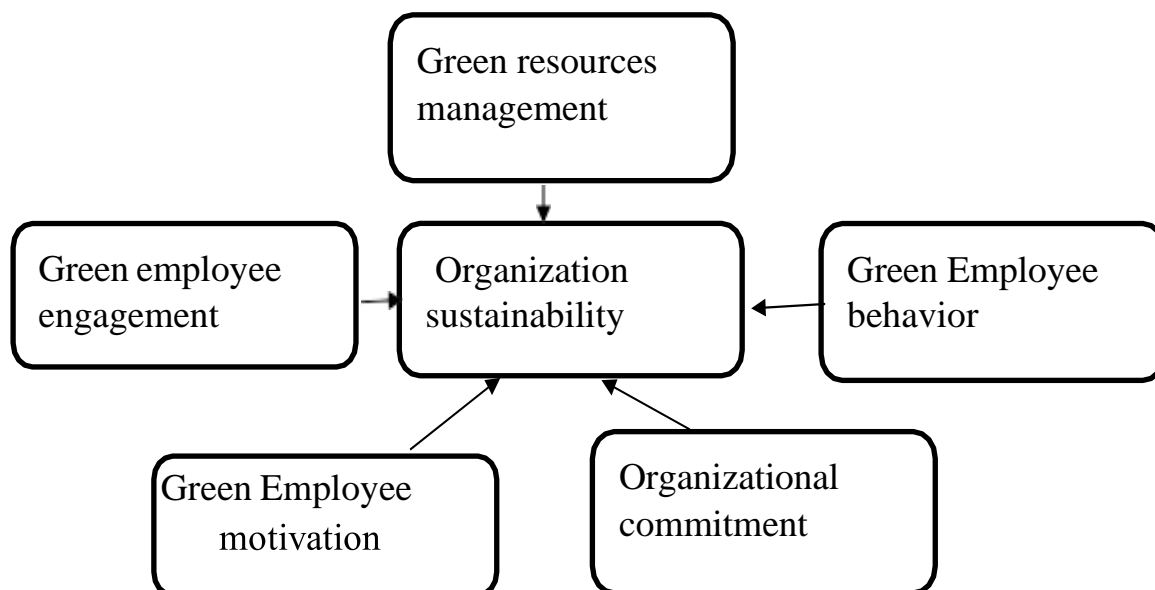 Green resources
management
Green employee
engagement
Organization
sustainability
Green Employee
behavior
Green Employee
motivation
Organizational
commitment